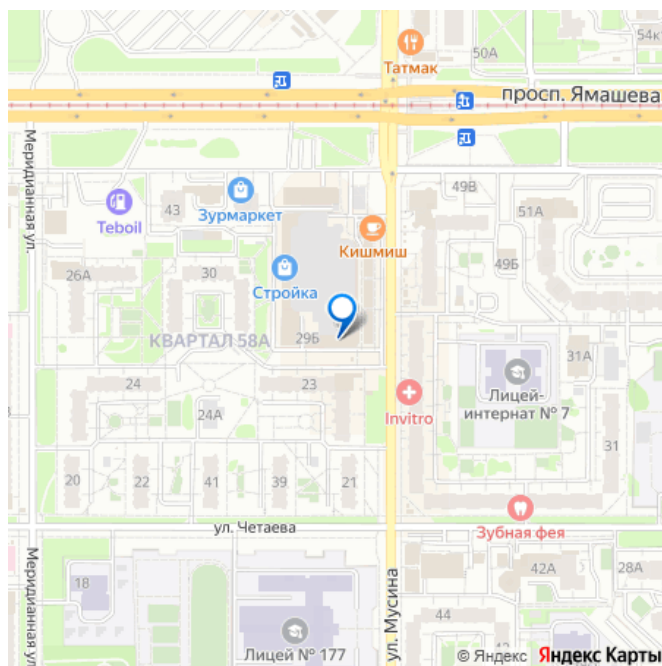 54к
50А
Татмак
просп. Ямашева
Меридианная ул.
49В
43
Teboil
Зурмаркет
51А
Кишмиш
49Б
26А
30
Стройка
КВАРТАЛ 58А
29Б
31А
Лицей-
интернат № 7
24
23
24А
Invitro
31
20
22
41
39
21
ул. Четаева
Зубная фея
Меридианная ул.
18
42А
28А
44
Лицей № 177
ул. Мусина
© Яндекс Яндекс Карты